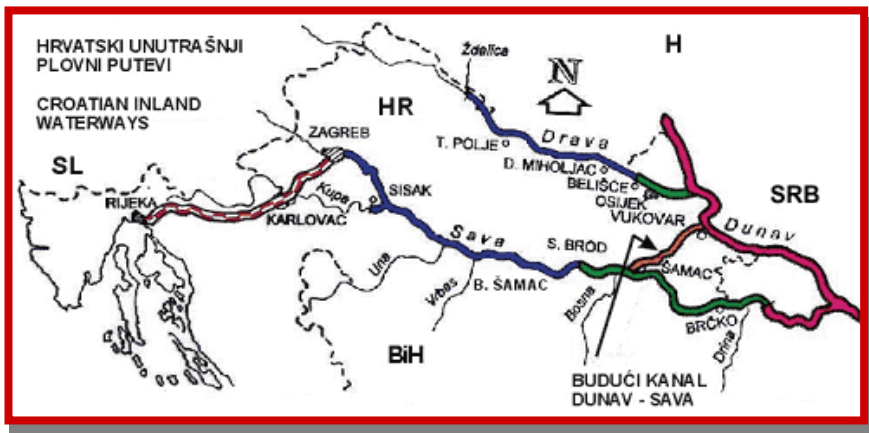 HRVATSKI UNUTRAŠNJI
PLOVNI PUTEVI
CROATIAN INLAND
WATERWAYS
H
Ždelica
N
HR
ZAGREB
T. POLJE
Drava
D. MIHOLJAC
BELIŠĆE
OSIJEK
VUKOVAR
SL
SRB
RIJEKA
Kupa
SISAK
KARLOVAC
Dunav
Sava
S. BROD
ŠAMAC
Una
Vrbas
B. ŠAMAC
Bosna
BRČKO
Drina
BiH
BUDUĆI KANAL
DUNAV - SAVA